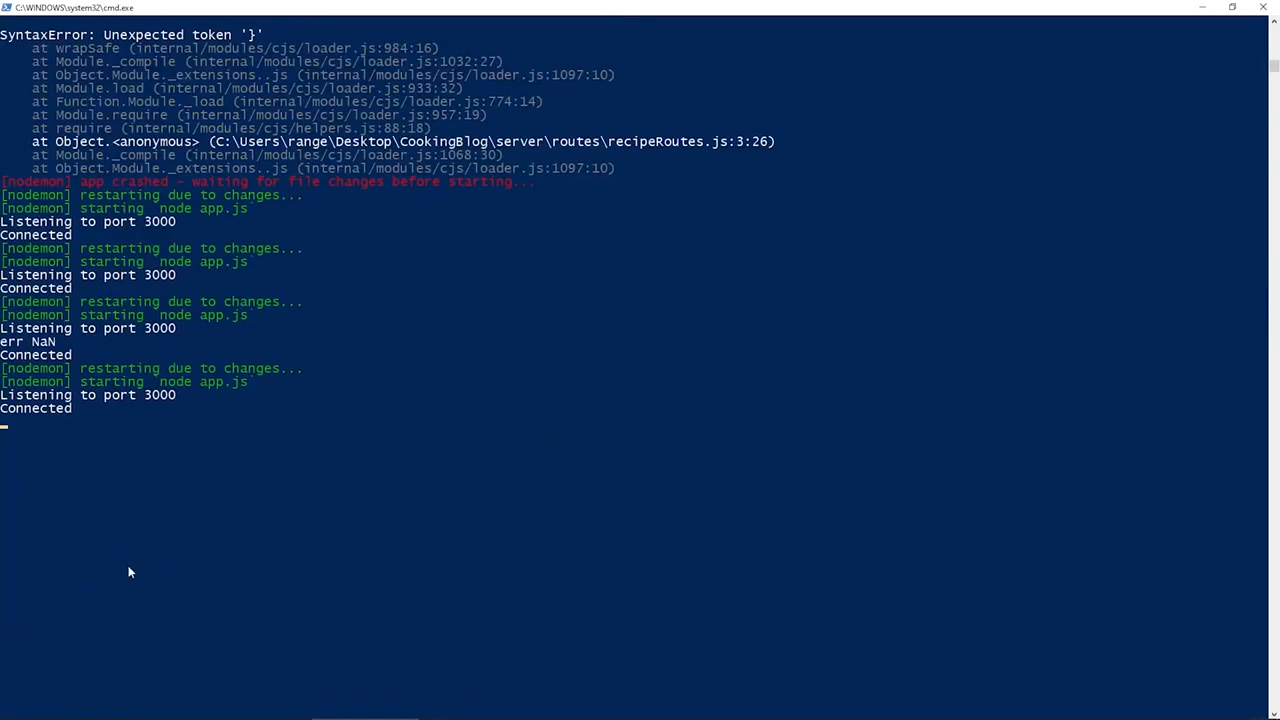 C:\WINDOWS\system32\cmd.exe
SyntaxError: Unexpected token '}'
at wrapSafe (internal/modules/cjs/loader.js:984:16)
at Module._compile (internal/modules/cjs/loader.js:1032:27)
at Object.Module._extensions..js (internal/modules/cjs/loader.js:1097:10)
at Module.load (internal/modules/cjs/loader.js:933:32)
at Function.Module._load (internal/modules/cjs/loader.js:774:14)
at Module.require (internal/modules/cjs/loader.js:957:19)
at require (internal/modules/cjs/helpers.js:88:18)
at Object.<anonymous> (C:\Users\range\Desktop\CookingBlog\server\routes\recipeRoutes.js:3:26)
at Module._compile (internal/modules/cjs/loader.js:1068:30)
at Object.Module._extensions..js (internal/modules/cjs/loader.js:1097:10)
[nodemon] app crashed - waiting for file changes before starting...
[nodemon] restarting due to changes...
[nodemon] starting `node app.js`
Listening to port 3000
Connected
[nodemon] restarting due to changes...
[nodemon] starting `node app.js`
Listening to port 3000
Connected
[nodemon] restarting due to changes...
[nodemon] starting `node app.js`
Listening to port 3000
err NaN
Connected
[nodemon] restarting due to changes...
[nodemon] starting `node app.js`
Listening to port 3000
Connected